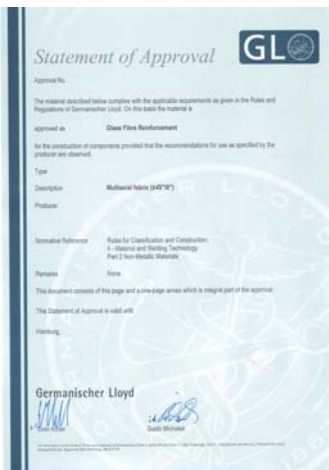 GL
Statement of Approval
Approval No.
The material described below complies with the applicable requirements as given in the Rules and
Regulations of Germanischer Lloyd. On this basis the material is
approved as Glass Fibre Reinforcement
for the construction of components provided that the recommendations for use as specified by the
producer are observed.
Type
Description Multiaxial fabric
Producer
Normative Reference Rules for Classification and Construction,
II - Material and Welding Technology
Part 2 Non-Metallic Materials
Remarks None
This document consists of this page and a one-page annex which is integral part of the approval.
This Statement of Approval is valid until
Hamburg,
Germanischer Lloyd
Guido Michalek